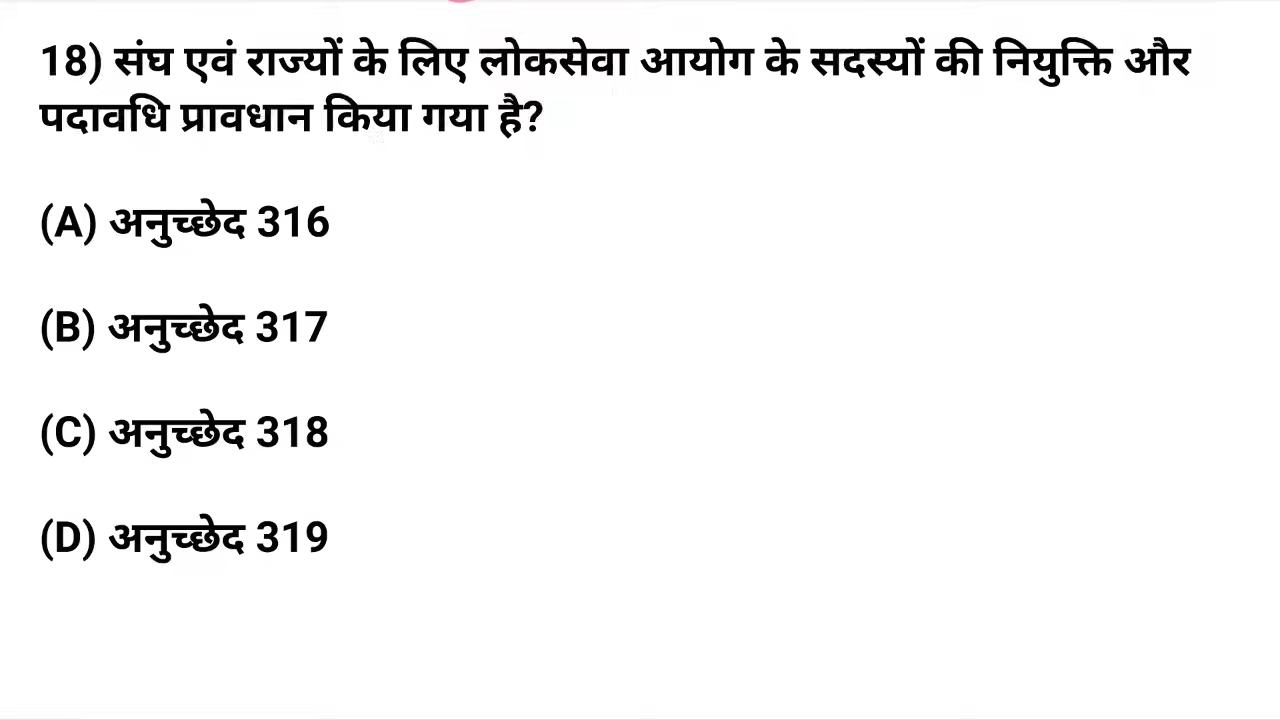 18) संघ एवं राज्यों के लिए लोकसेवा आयोग के सदस्यों की नियुक्ति और
पदावधि प्रावधान किया गया है?
(A) अनुच्छेद 316
(B) अनुच्छेद 317
(C) अनुच्छेद 318
(D) अनुच्छेद 319